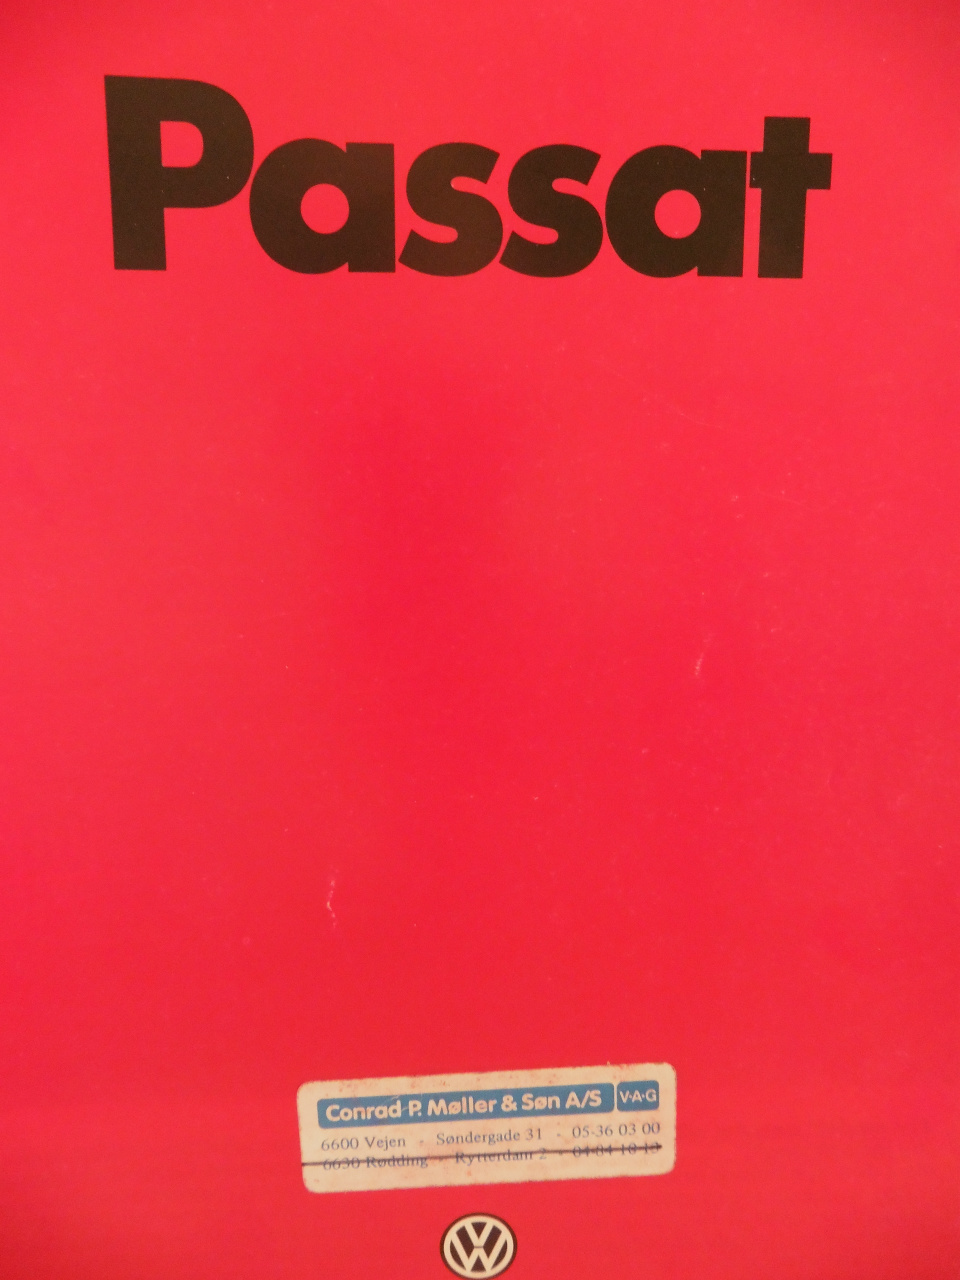 Passat
Conrad P. Møller & Søn A/S V·A·G
6600 Vejen - Søndergade 31 - 05-36 03 00
6630 Rødding - Rytterdam 2 - 04-84 10 13
VW